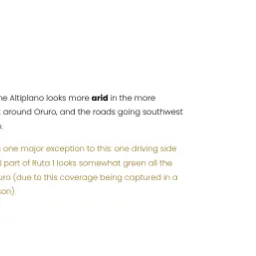 ne Altiplano looks more arid in the more
around Oruro, and the roads going southwest
one major exception to this: one driving side
part of Ruta 1 looks somewhat green all the
uro (due to this coverage being captured in a
son)